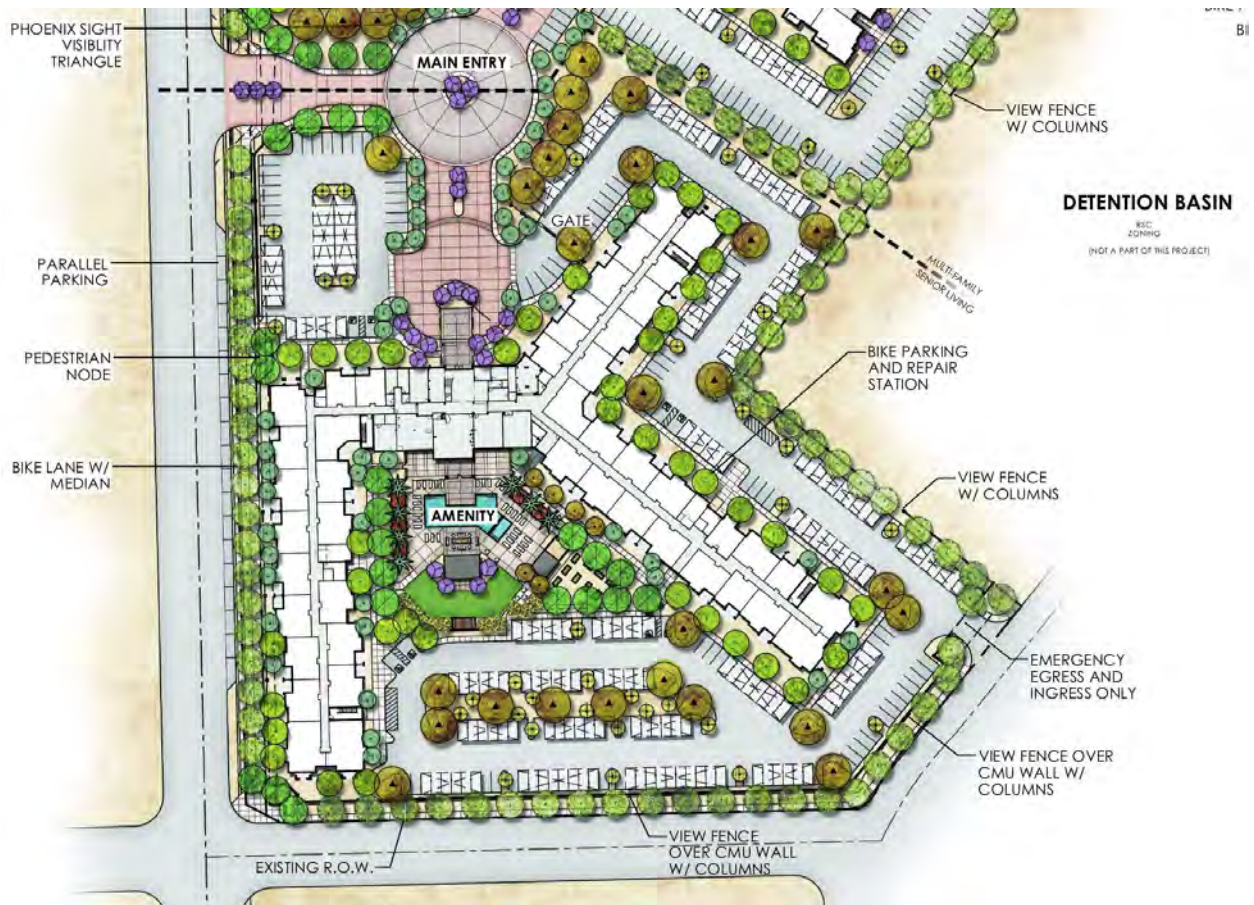 PHOENIX SIGHT
VISIBLITY
TRIANGLE
MAIN ENTRY
VIEW FENCE
W/ COLUMNS
DETENTION BASIN
RSC
ZONING
(NOT A PART OF THIS PROJECT)
GATE
PARALLEL
PARKING
MULTI-FAMILY
SENIOR LIVING
PEDESTRIAN
NODE
BIKE PARKING
AND REPAIR
STATION
BIKE LANE W/
MEDIAN
VIEW FENCE
W/ COLUMNS
AMENITY
EMERGENCY
EGRESS AND
INGRESS ONLY
VIEW FENCE OVER
CMU WALL W/
COLUMNS
VIEW FENCE
OVER CMU WALL
W/ COLUMNS
EXISTING R.O.W.